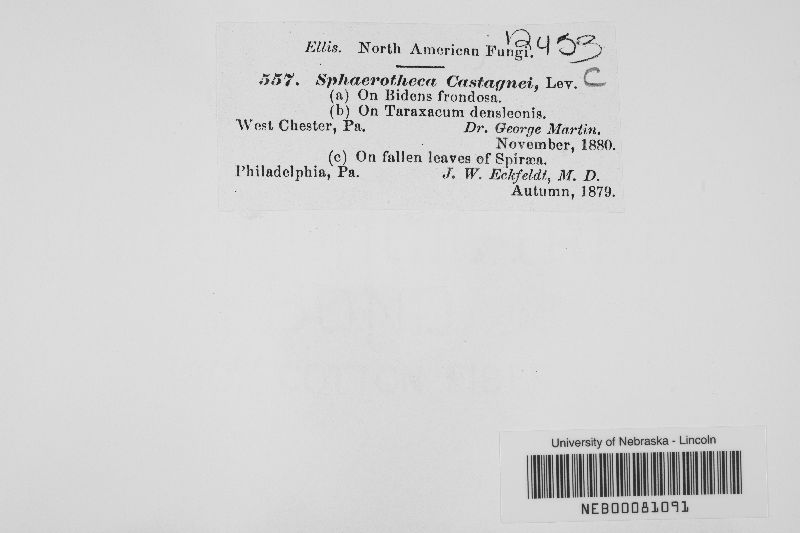 Ellis. North American Fungi. 12453
557. Sphaerotheca Castagnei, Lev. C
(a) On Bidens frondosa.
(b) On Taraxacum densleonis.
West Chester, Pa. Dr. George Martin.
November, 1880.
(c) On fallen leaves of Spiræa.
Philadelphia, Pa. J. W. Eckfeldt, M. D.
Autumn, 1879.
University of Nebraska - Lincoln
NEB00081091